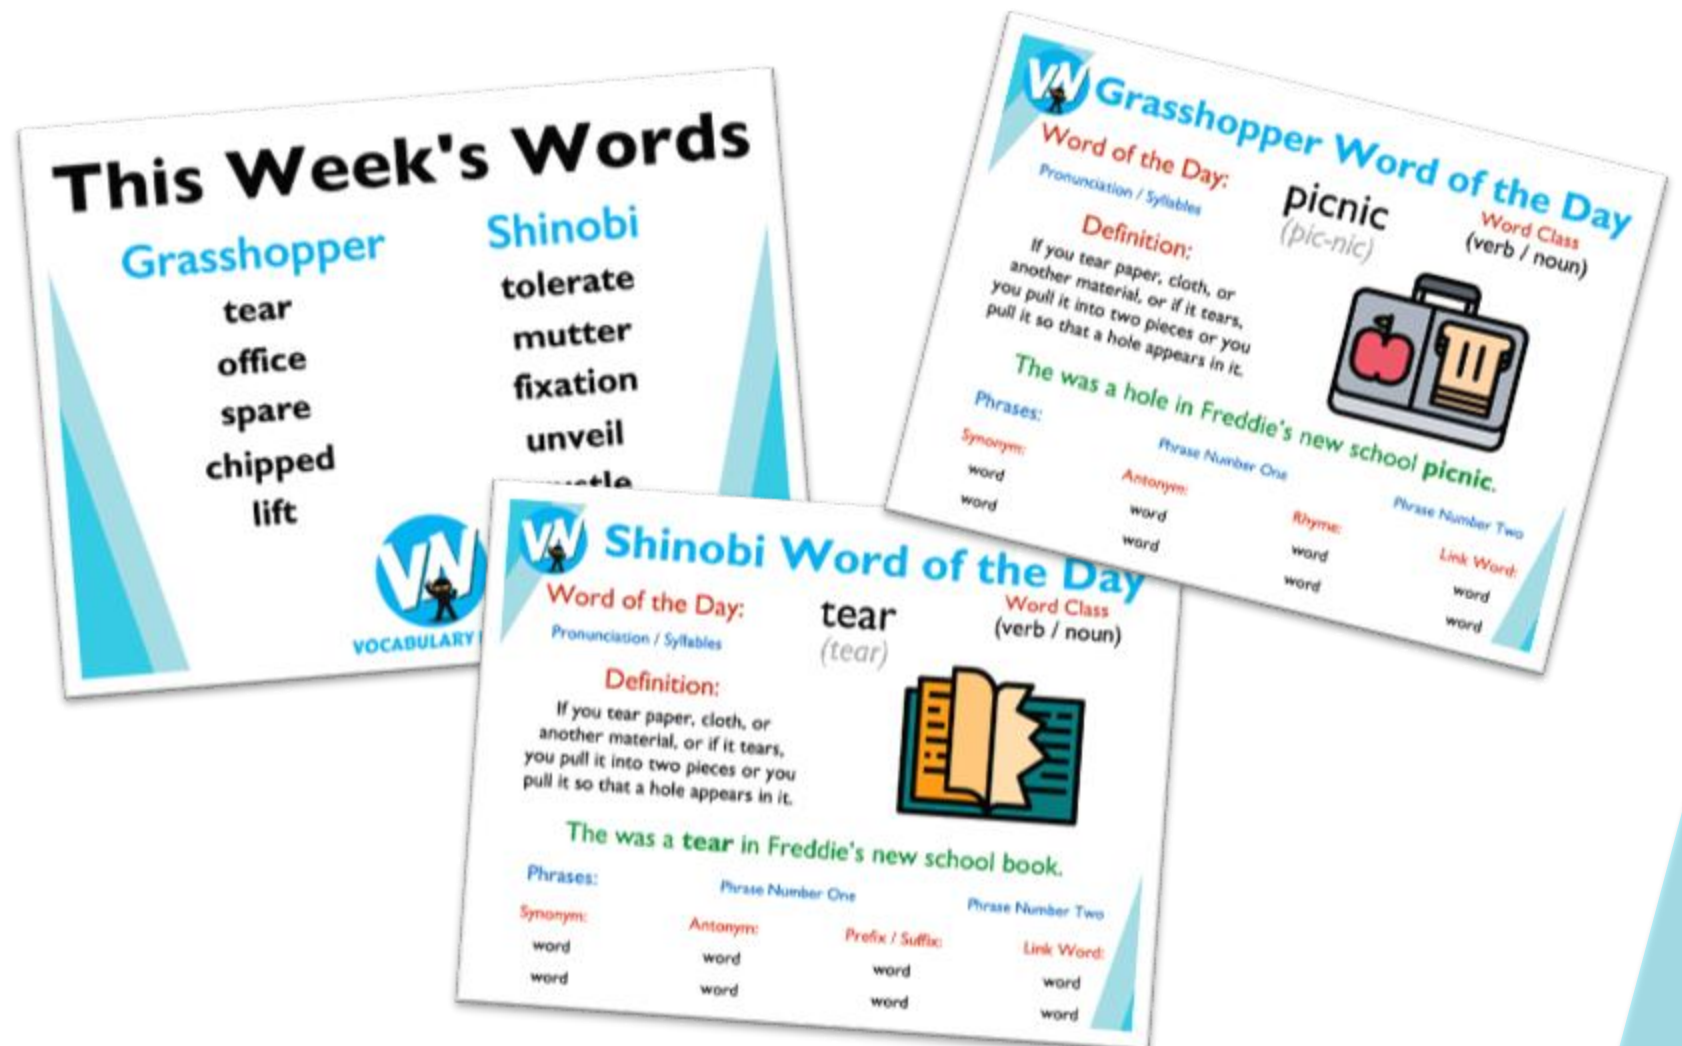 This Week's Words
Grasshopper
Shinobi
tear
tolerate
office
mutter
spare
fixation
chipped
unveil
lift
VN
VOCABULARY
VN
Grasshopper Word of the Day
Word of the Day:
picnic
Word Class
Pronunciation / Syllables
(pic-nic)
(verb / noun)
Definition:
If you tear paper, cloth, or
another material, or if it tears,
you pull it into two pieces or you
pull it so that a hole appears in it.
The was a hole in Freddie's new school picnic.
Phrases:
Phrase Number One
Phrase Number Two
Synonym:
Antonym:
Rhyme:
Link Word:
word
word
word
word
word
word
word
word
VN
Shinobi Word of the Day
Word of the Day:
tear
Word Class
Pronunciation / Syllables
(tear)
(verb / noun)
Definition:
If you tear paper, cloth, or
another material, or if it tears,
you pull it into two pieces or you
pull it so that a hole appears in it.
The was a tear in Freddie's new school book.
Phrases:
Phrase Number One
Phrase Number Two
Synonym:
Antonym:
Prefix / Suffix:
Link Word:
word
word
word
word
word
word
word
word